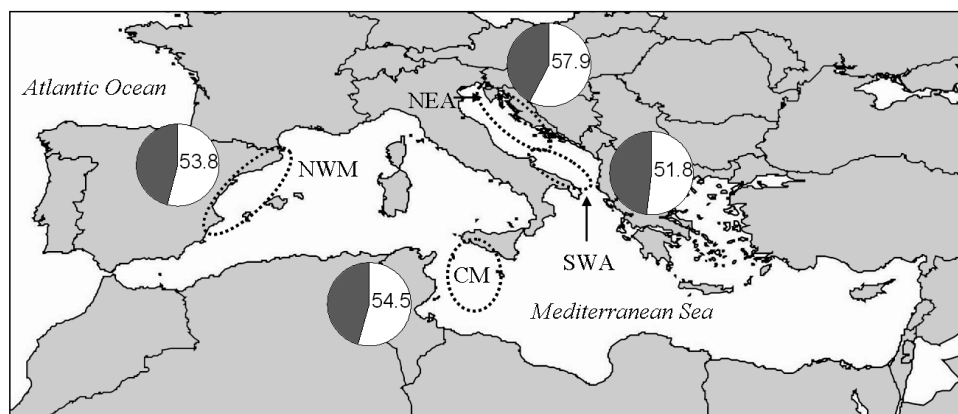 57.9
Atlantic Ocean
NEA
53.8
NWM
51.8
CM
SWA
54.5
Mediterranean Sea